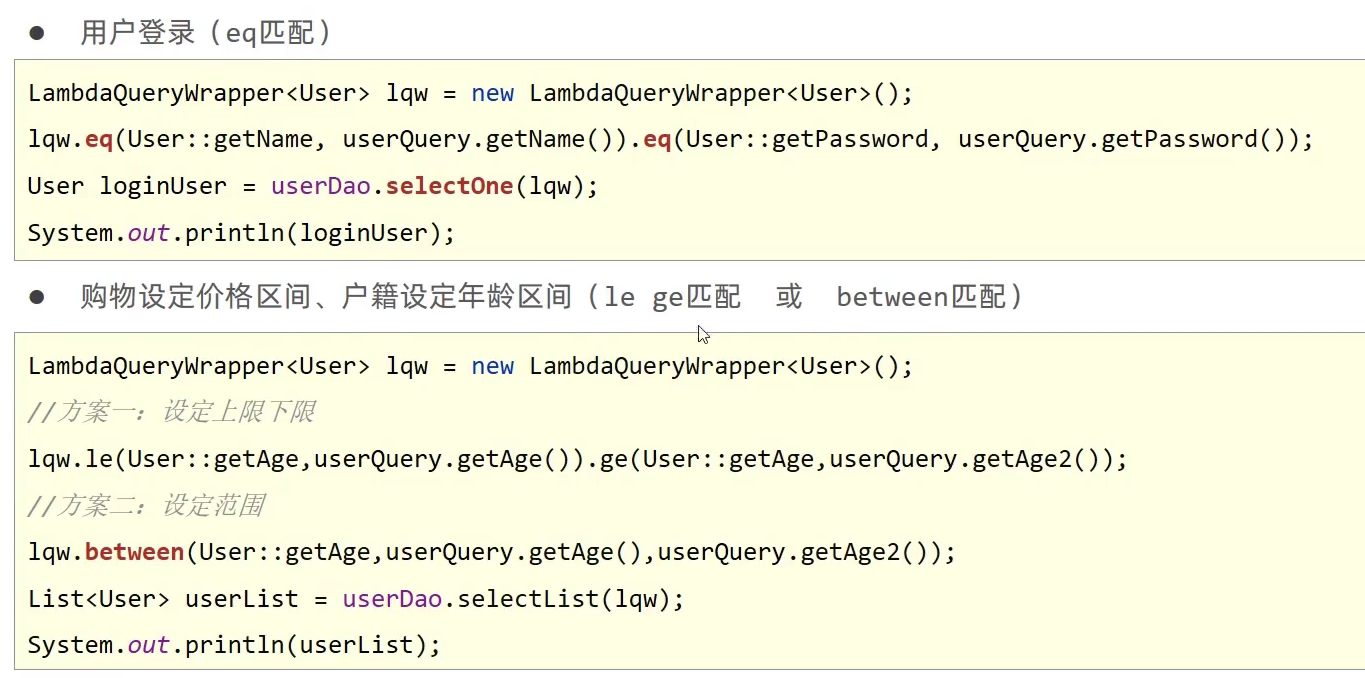 ● 用户登录（eq匹配）
LambdaQueryWrapper<User> lqw = new LambdaQueryWrapper<User>();
lqw.eq(User::getName, userQuery.getName()).eq(User::getPassword, userQuery.getPassword());
User loginUser = userDao.selectOne(lqw);
System.out.println(loginUser);
● 购物设定价格区间、户籍设定年龄区间（le ge匹配 或 between匹配）
LambdaQueryWrapper<User> lqw = new LambdaQueryWrapper<User>();
//方案一：设定上限下限
lqw.le(User::getAge,userQuery.getAge()).ge(User::getAge,userQuery.getAge2());
//方案二：设定范围
lqw.between(User::getAge,userQuery.getAge(),userQuery.getAge2());
List<User> userList = userDao.selectList(lqw);
System.out.println(userList);